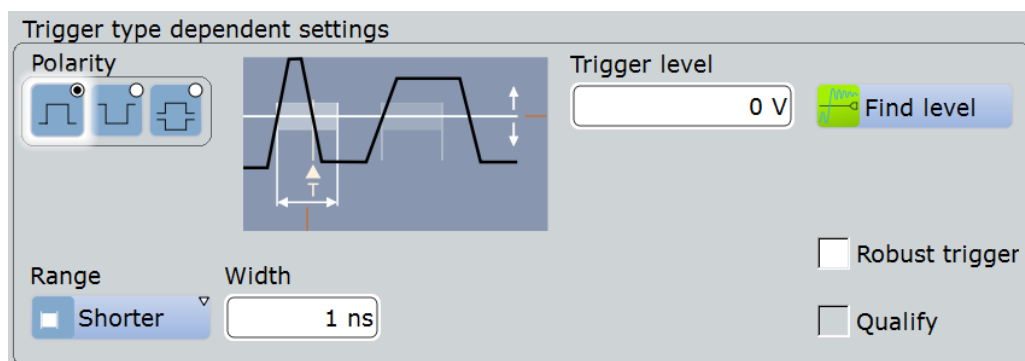 Trigger type dependent settings
Polarity
Trigger level
0 V
Find level
T
Robust trigger
Range
Width
Shorter
1 ns
Qualify